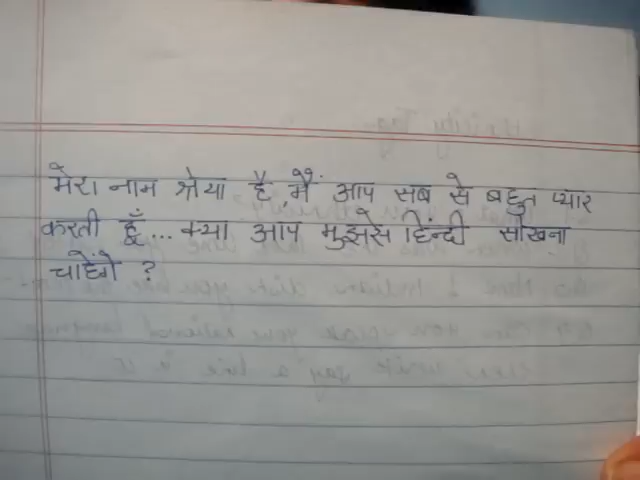 मेरा नाम श्रेया है, मैं आप सब से बहुत प्यार
करती हूँ... क्या आप मुझसे हिन्दी सीखना
चाहेंगे ?